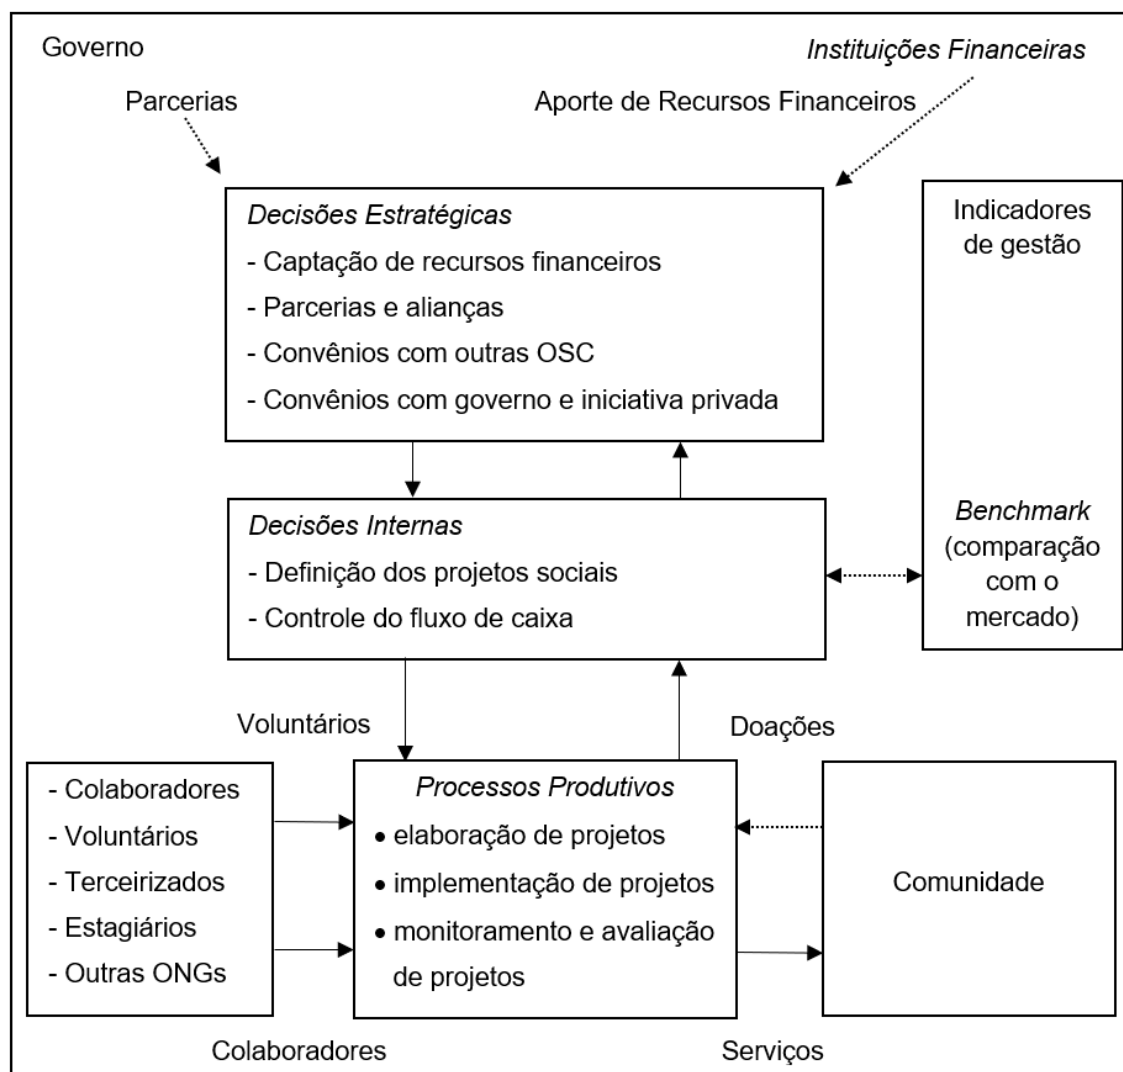 Governo
Instituições Financeiras
Parcerias
Aporte de Recursos Financeiros
Decisões Estratégicas
- Captação de recursos financeiros
- Parcerias e alianças
- Convênios com outras OSC
- Convênios com governo e iniciativa privada
Indicadores
de gestão
Benchmark
(comparação
com o
mercado)
Decisões Internas
- Definição dos projetos sociais
- Controle do fluxo de caixa
Voluntários
Doações
- Colaboradores
- Voluntários
- Terceirizados
- Estagiários
- Outras ONGs
Processos Produtivos
• elaboração de projetos
• implementação de projetos
• monitoramento e avaliação
de projetos
Comunidade
Colaboradores
Serviços